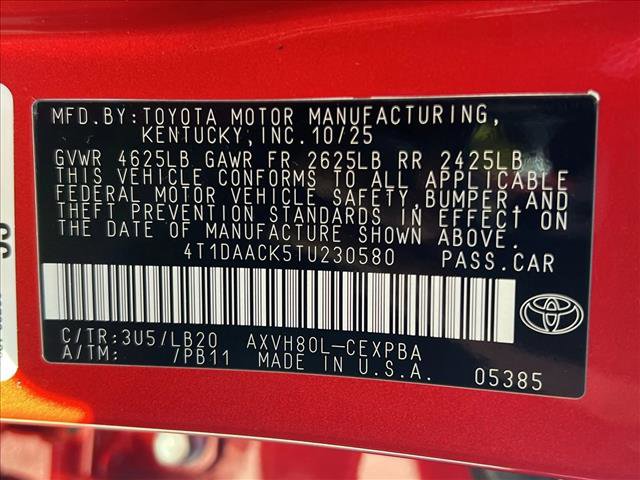 MFD.BY:TOYOTA MOTOR MANUFACTURING,
KENTUCKY,INC.10/25
GVWR 4625LB GAWR FR 2625LB RR 2425LB
THIS VEHICLE CONFORMS TO ALL APPLICABLE
FEDERAL MOTOR VEHICLE SAFETY,BUMPER,AND
THEFT PREVENTION STANDARDS IN EFFECT ON
THE DATE OF MANUFACTURE SHOWN ABOVE.
4T1DAACK5TU230580 PASS.CAR
C/TR:3U5/LB20 AXVH80L-CEXPBA
A/TM: /PB11 MADE IN U.S.A. 05385